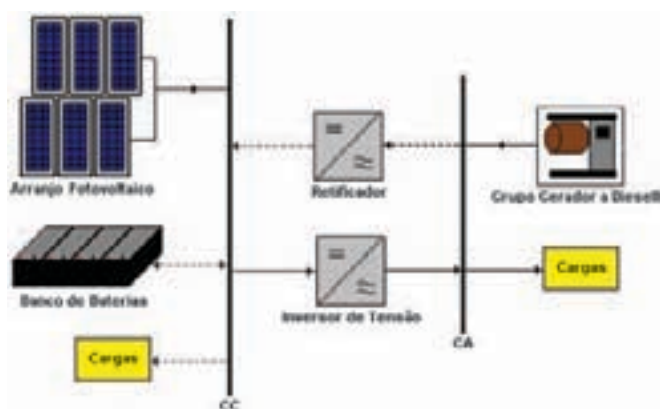 Arranjo Fotovoltaico
Retificador
Grupo Gerador a Diesel
Banco de Baterias
Inversor de Tensão
Cargas
Cargas
CA
CC